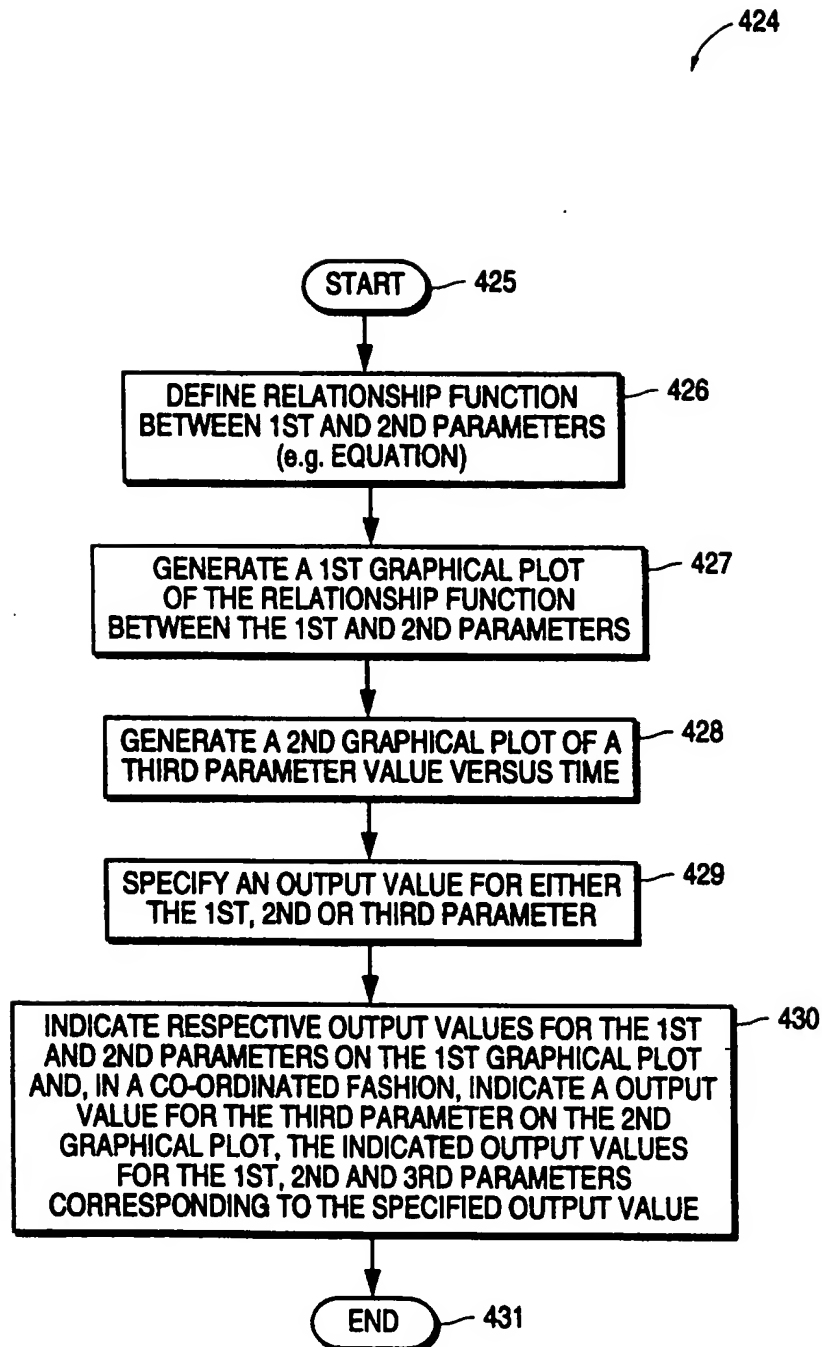 424
START
425
DEFINE RELATIONSHIP FUNCTION
BETWEEN 1ST AND 2ND PARAMETERS
(e.g. EQUATION)
426
GENERATE A 1ST GRAPHICAL PLOT
OF THE RELATIONSHIP FUNCTION
BETWEEN THE 1ST AND 2ND PARAMETERS
427
GENERATE A 2ND GRAPHICAL PLOT OF A
THIRD PARAMETER VALUE VERSUS TIME
428
SPECIFY AN OUTPUT VALUE FOR EITHER
THE 1ST, 2ND OR THIRD PARAMETER
429
INDICATE RESPECTIVE OUTPUT VALUES FOR THE 1ST
AND 2ND PARAMETERS ON THE 1ST GRAPHICAL PLOT
AND, IN A CO-ORDINATED FASHION, INDICATE A OUTPUT
VALUE FOR THE THIRD PARAMETER ON THE 2ND
GRAPHICAL PLOT, THE INDICATED OUTPUT VALUES
FOR THE 1ST, 2ND AND 3RD PARAMETERS
CORRESPONDING TO THE SPECIFIED OUTPUT VALUE
430
END
431